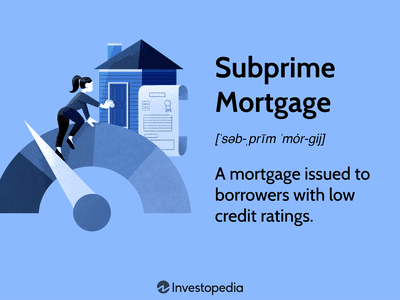 Subprime
Mortgage
[ˈsəb-ˌprīm ˈmȯr-gij]
A mortgage issued to
borrowers with low
credit ratings.
Investopedia